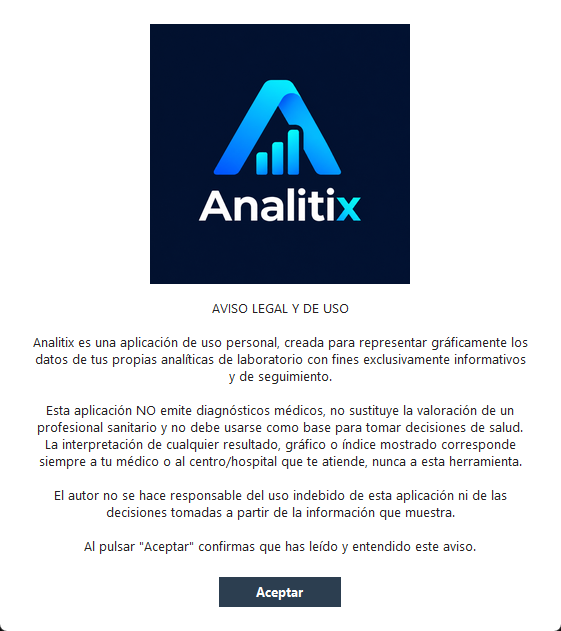 Analitix
AVISO LEGAL Y DE USO
Analitix es una aplicación de uso personal, creada para representar gráficamente los
datos de tus propias analíticas de laboratorio con fines exclusivamente informativos
y de seguimiento.
Esta aplicación NO emite diagnósticos médicos, no sustituye la valoración de un
profesional sanitario y no debe usarse como base para tomar decisiones de salud.
La interpretación de cualquier resultado, gráfico o índice mostrado corresponde
siempre a tu médico o al centro/hospital que te atiende, nunca a esta herramienta.
El autor no se hace responsable del uso indebido de esta aplicación ni de las
decisiones tomadas a partir de la información que muestra.
Al pulsar "Aceptar" confirmas que has leído y entendido este aviso.
Aceptar